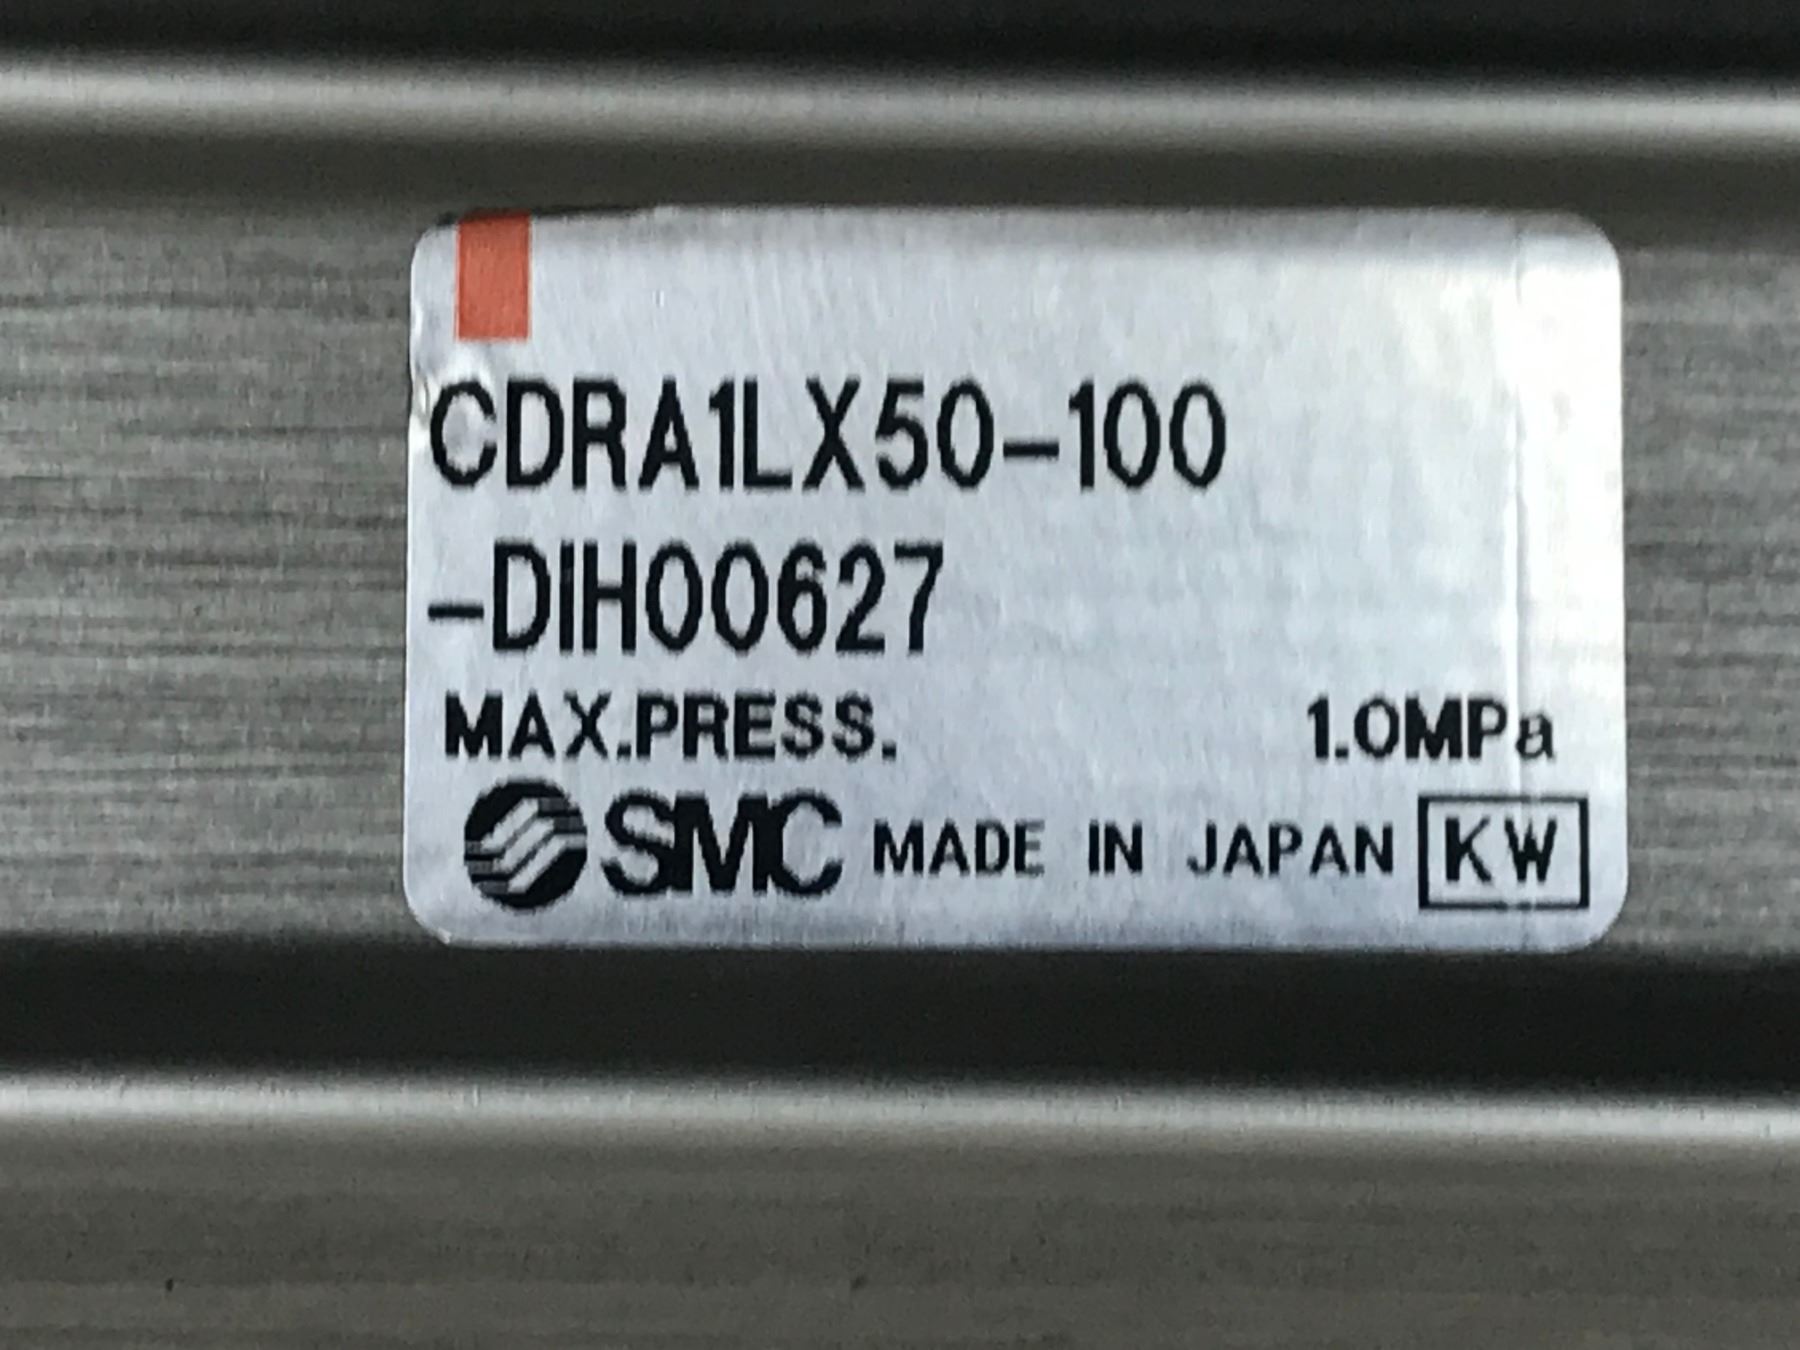 CDRA1LX50-100
-DIH00627
MAX.PRESS. 1.0MPa
SMC MADE IN JAPAN KW